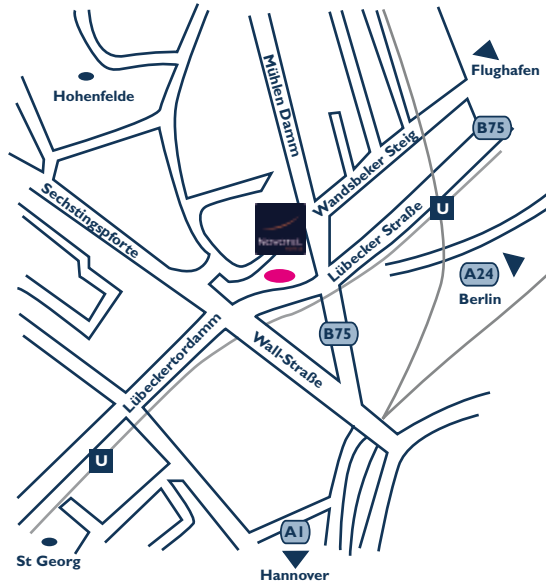 Flughafen
Hohenfelde
Mühlen Damm
B75
Wandsbeker Steig
Sechstingspforte
U
NOVOTEL
Lübecker Straße
A24
Berlin
B75
Lübeckertordamm
Wall-Straße
U
A1
St Georg
Hannover